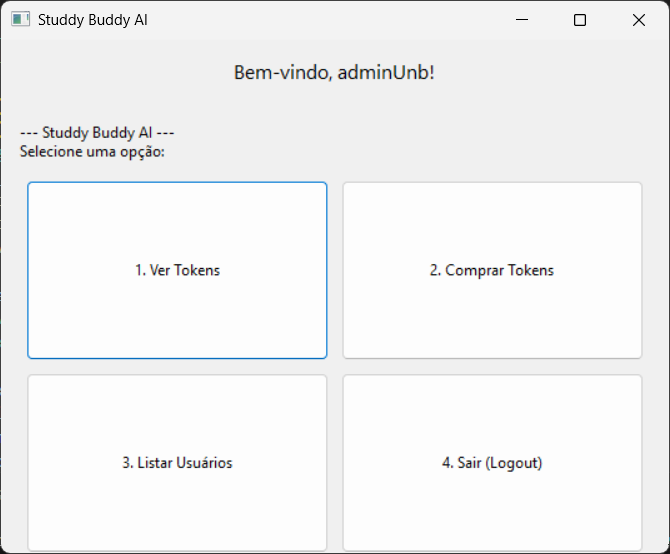 Studdy Buddy AI
Bem-vindo, adminUnb!
--- Studdy Buddy AI ---
Selecione uma opção:
1. Ver Tokens
2. Comprar Tokens
3. Listar Usuários
4. Sair (Logout)